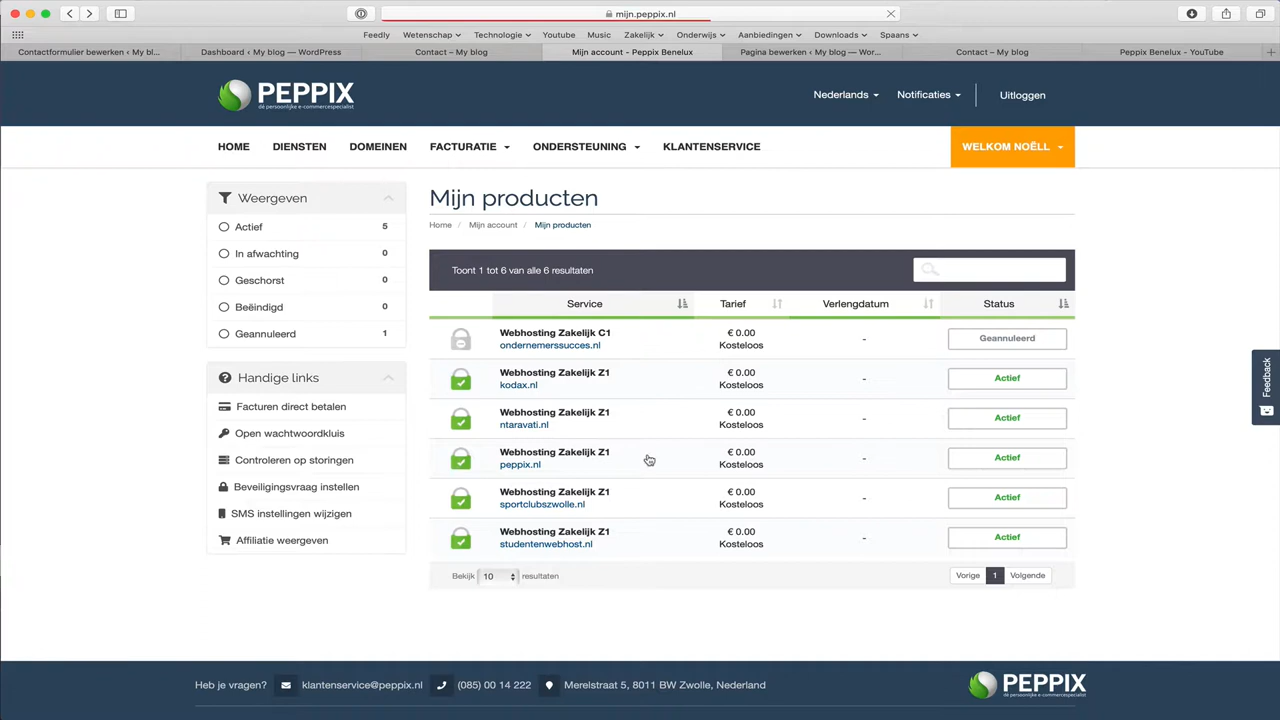 mijn.peppix.nl
Feedly Wetenschap Technologie Youtube Music Zakelijk Onderwijs Aanbiedingen Downloads Spaans
Contactformulier bewerken ‹ My bl... Dashboard ‹ My blog — WordPress Contact – My blog Mijn account - Peppix Benelux Pagina bewerken ‹ My blog — Wor... Contact – My blog Peppix Benelux - YouTube
PEPPIX
dé persoonlijke e-commercespecialist
Nederlands Notificaties Uitloggen
HOME DIENSTEN DOMEINEN FACTURATIE ONDERSTEUNING KLANTENSERVICE WELKOM NOËLL
Weergeven
Actief 5
In afwachting 0
Geschorst 0
Beëindigd 0
Geannuleerd 1
Handige links
Facturen direct betalen
Open wachtwoordkluis
Controleren op storingen
Beveiligingsvraag instellen
SMS instellingen wijzigen
Affiliatie weergeven
Mijn producten
Home / Mijn account / Mijn producten
Toont 1 tot 6 van alle 6 resultaten
Service Tarief Verlengdatum Status
Webhosting Zakelijk C1 € 0.00 - Geannuleerd
ondernemerssucces.nl Kosteloos
Webhosting Zakelijk Z1 € 0.00 - Actief
kodax.nl Kosteloos
Webhosting Zakelijk Z1 € 0.00 - Actief
ntaravati.nl Kosteloos
Webhosting Zakelijk Z1 € 0.00 - Actief
peppix.nl Kosteloos
Webhosting Zakelijk Z1 € 0.00 - Actief
sportclubszwolle.nl Kosteloos
Webhosting Zakelijk Z1 € 0.00 - Actief
studentenwebhost.nl Kosteloos
Bekijk 10 resultaten Vorige 1 Volgende
Feedback
Heb je vragen? klantenservice@peppix.nl (085) 00 14 222 Merelstraat 5, 8011 BW Zwolle, Nederland
PEPPIX
dé persoonlijke e-commercespecialist